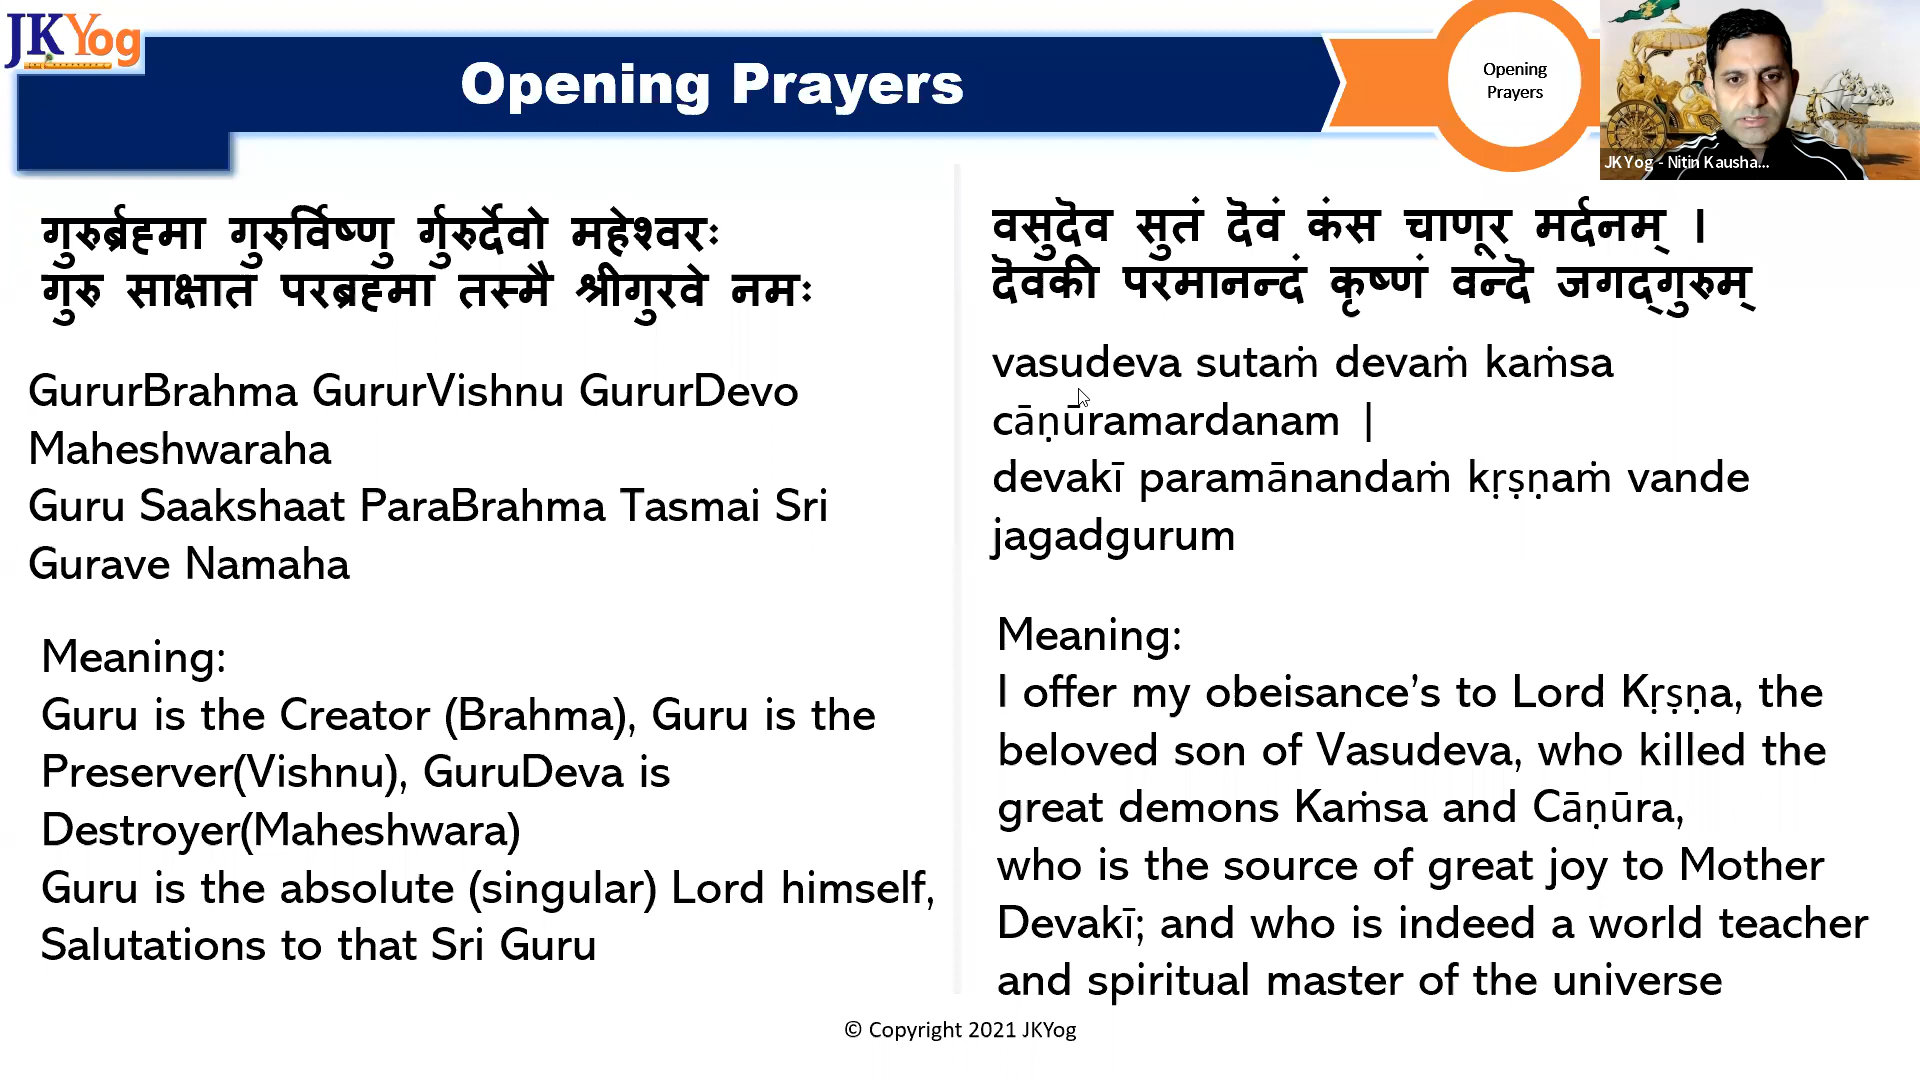 JKYog
Opening Prayers
Opening
Prayers
JKYog - Nitin Kausha...
गुरुर्ब्रह्मा गुरुर्विष्णु र्गुरुर्देवो महेश्वरः
गुरु साक्षात परब्रह्मा तस्मै श्रीगुरवे नमः
GururBrahma GururVishnu GururDevo
Maheshwaraha
Guru Saakshaat ParaBrahma Tasmai Sri
Gurave Namaha
Meaning:
Guru is the Creator (Brahma), Guru is the
Preserver(Vishnu), GuruDeva is
Destroyer(Maheshwara)
Guru is the absolute (singular) Lord himself,
Salutations to that Sri Guru
वसुदॆव सुतं दॆवं कंस चाणूर मर्दनम् ।
दॆवकी परमानन्दं कृष्णं वन्दॆ जगद्गुरुम्
vasudeva sutaṁ devaṁ kaṁsa
cāṇūramardanam |
devakī paramānandaṁ kṛṣṇaṁ vande
jagadgurum
Meaning:
I offer my obeisance’s to Lord Kṛṣṇa, the
beloved son of Vasudeva, who killed the
great demons Kaṁsa and Cāṇūra,
who is the source of great joy to Mother
Devakī; and who is indeed a world teacher
and spiritual master of the universe
© Copyright 2021 JKYog